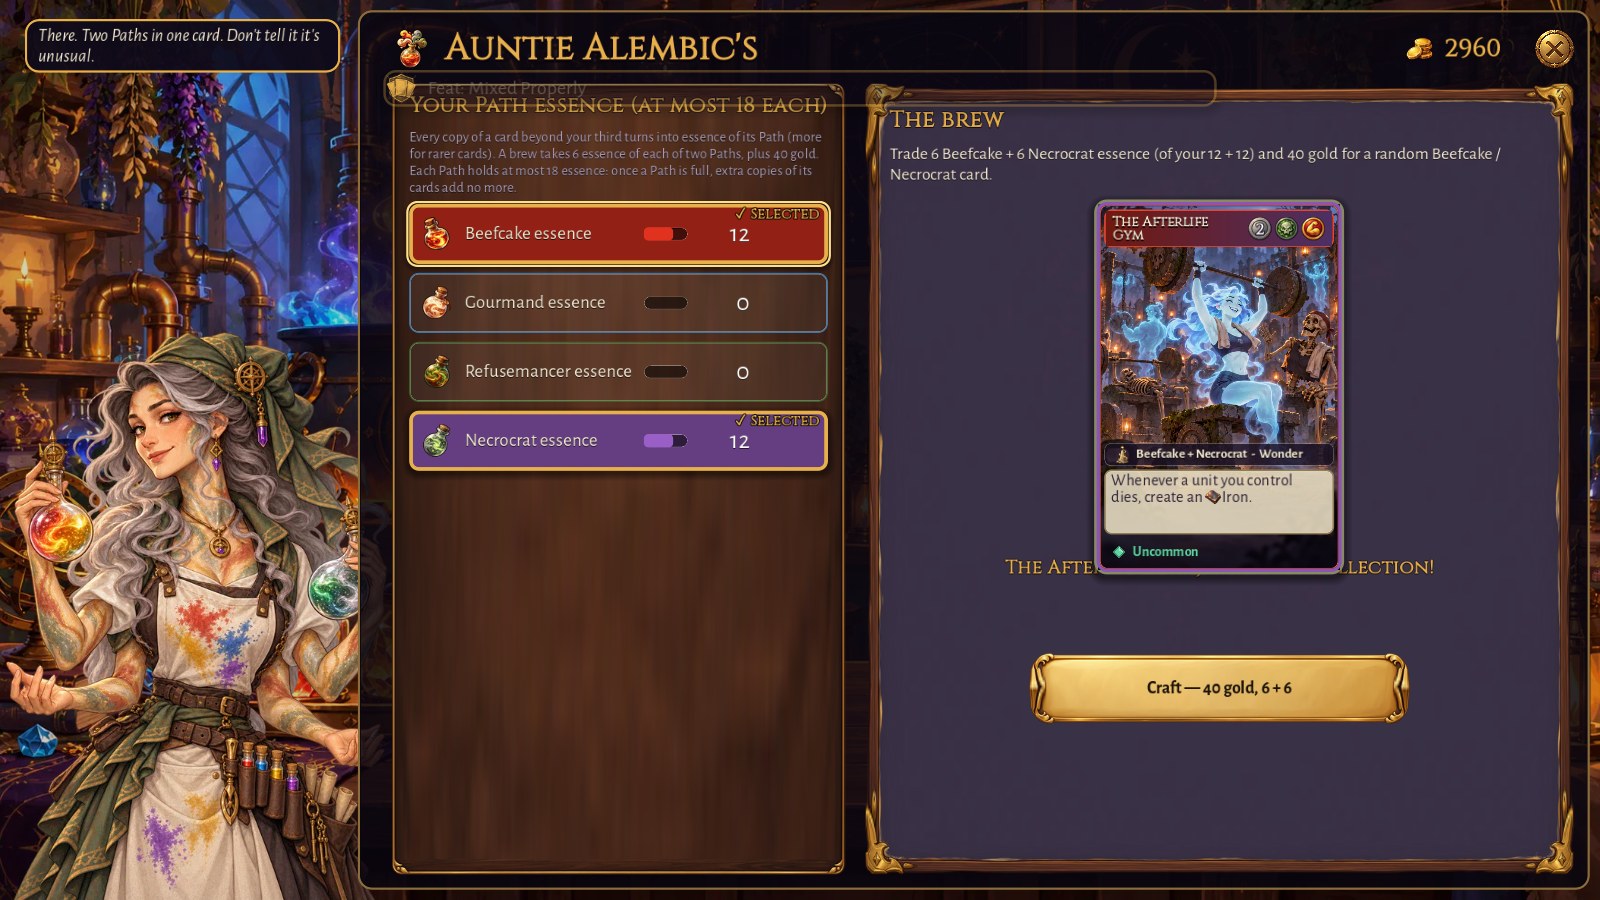 There. Two Paths in one card. Don't tell it it's
unusual.
Auntie Alembic's
2960
Feat: Mixed Properly
Your Path essence (at most 18 each)
Every copy of a card beyond your third turns into essence of its Path (more
for rarer cards). A brew takes 6 essence of each of two Paths, plus 40 gold.
Each Path holds at most 18 essence: once a Path is full, extra copies of its
cards add no more.
✓ Selected
Beefcake essence 12
Gourmand essence 0
Refusemancer essence 0
✓ Selected
Necrocrat essence 12
The brew
Trade 6 Beefcake + 6 Necrocrat essence (of your 12 + 12) and 40 gold for a random Beefcake /
Necrocrat card.
The Afterlife
Gym
2
Beefcake + Necrocrat - Wonder
Whenever a unit you control
dies, create an Iron.
Uncommon
The
Craft — 40 gold, 6 + 6